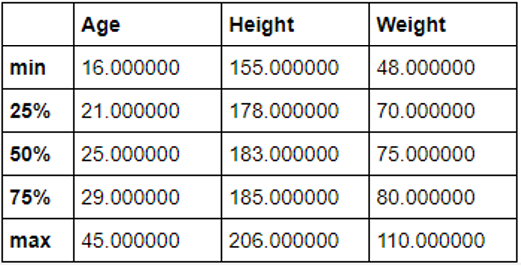 Age Height Weight
min 16.000000 155.000000 48.000000
25% 21.000000 178.000000 70.000000
50% 25.000000 183.000000 75.000000
75% 29.000000 185.000000 80.000000
max 45.000000 206.000000 110.000000